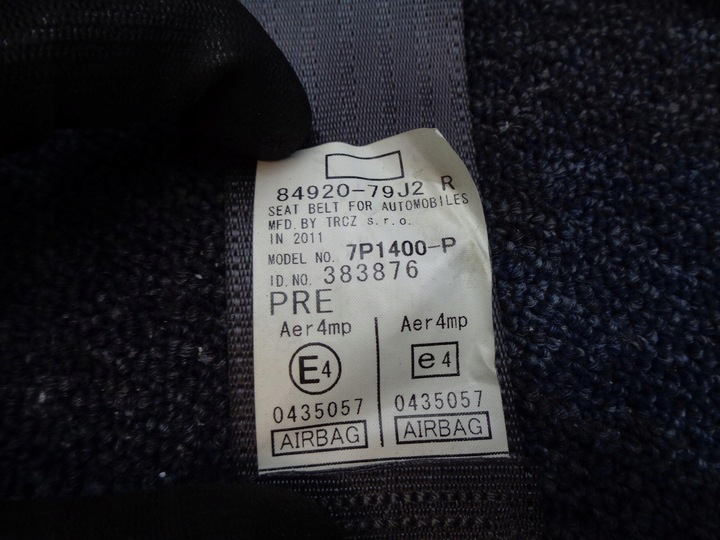 84920-79J2 R
SEAT BELT FOR AUTOMOBILES
MFD. BY TRCZ s.r.o.
IN 2011
MODEL NO. 7P1400-P
ID. NO. 383876
PRE
Aer4mp Aer4mp
E4 e4
0435057 0435057
AIRBAG AIRBAG